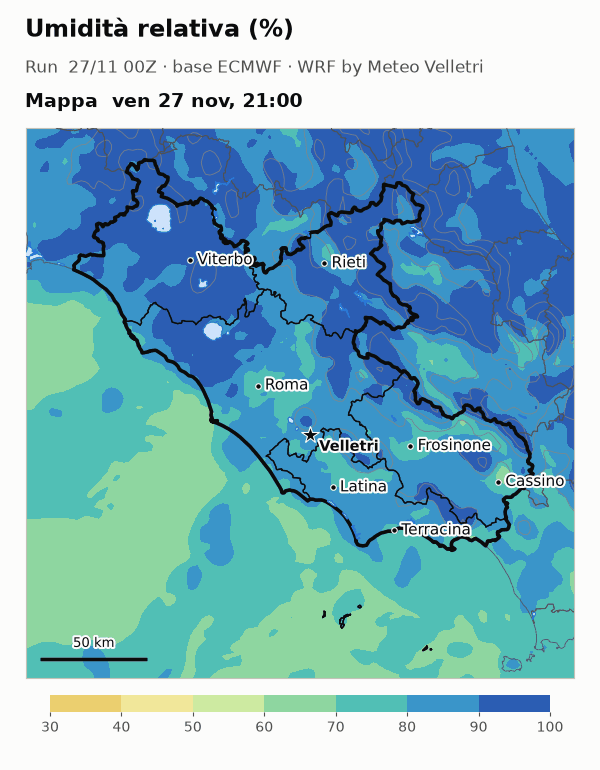 Umidità relativa (%)
Run  27/11 00Z · base ECMWF · WRF by Meteo Velletri
Mappa  ven 27 nov, 21:00
Viterbo
Rieti
Roma
Velletri
Frosinone
Cassino
Latina
Terracina
50 km
30 40 50 60 70 80 90 100